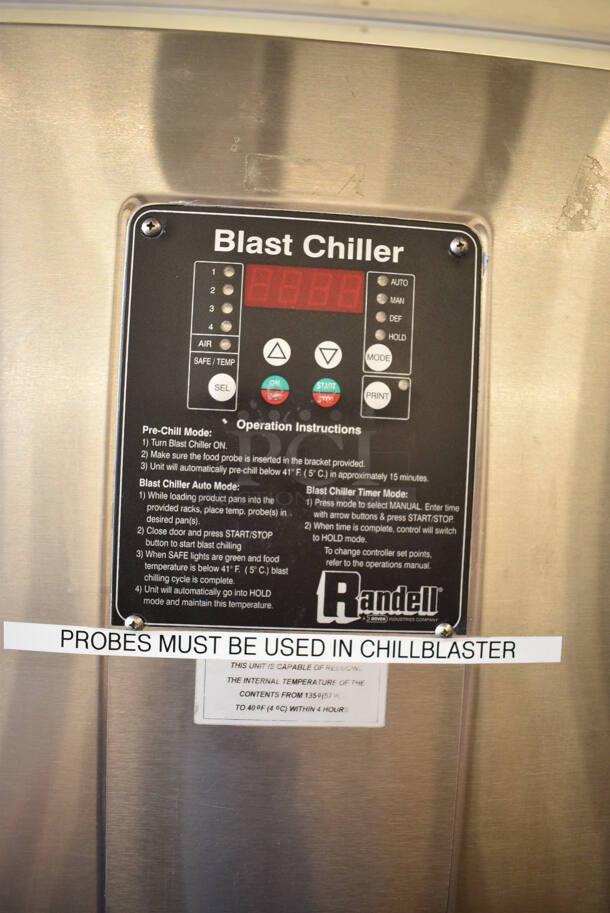 Blast Chiller
1
2
3
4
AIR
SAFE / TEMP
SEL
AUTO
MAN
DEF
HOLD
MODE
PRINT
ON
START
STOP
Operation Instructions
Pre-Chill Mode:
1) Turn Blast Chiller ON.
2) Make sure the food probe is inserted in the bracket provided.
3) Unit will automatically pre-chill below 41° F. ( 5° C.) in approximately 15 minutes.
Blast Chiller Auto Mode:
1) While loading product pans into the
provided racks, place temp. probe(s) in
desired pan(s).
2) Close door and press START/STOP
button to start blast chilling
3) When SAFE lights are green and food
temperature is below 41° F. ( 5° C.) blast
chilling cycle is complete.
4) Unit will automatically go into HOLD
mode and maintain this temperature.
Blast Chiller Timer Mode:
1) Press mode to select MANUAL. Enter time
with arrow buttons & press START/STOP.
2) When time is complete, control will switch
to HOLD mode.
To change controller set points,
refer to the operations manual.
Randell
A DOVER INDUSTRIES COMPANY
PROBES MUST BE USED IN CHILLBLASTER
THIS UNIT IS CAPABLE OF
THE INTERNAL TEMPERATURE OF THE
CONTENTS FROM 135º
TO 40ºF (4 ºC) WITHIN 4 HOURS